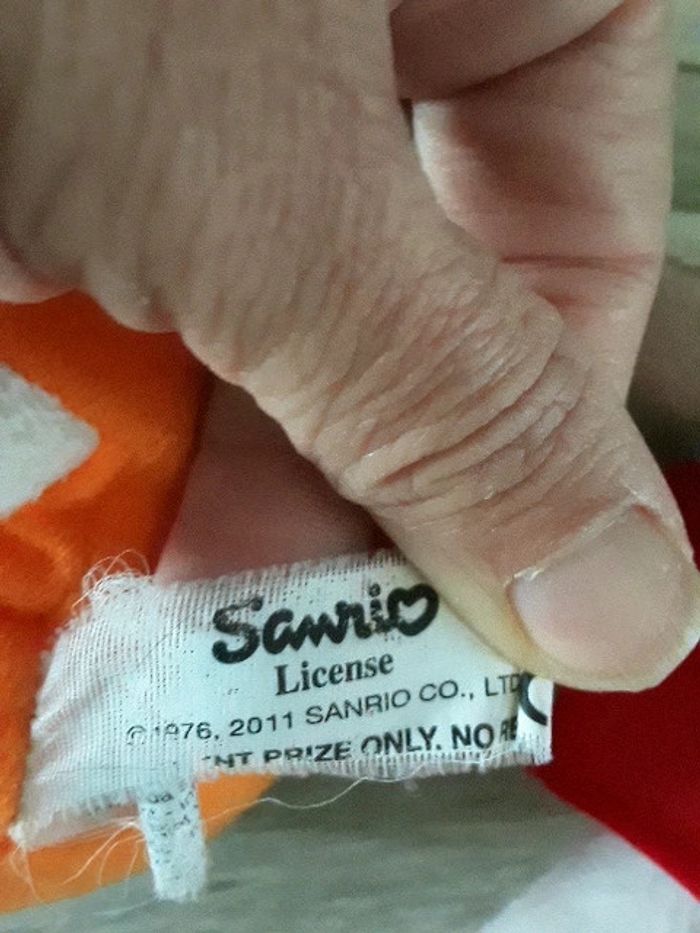 Sanrio
License
© 1976, 2011 SANRIO CO., LTD
PRIZE ONLY. NO